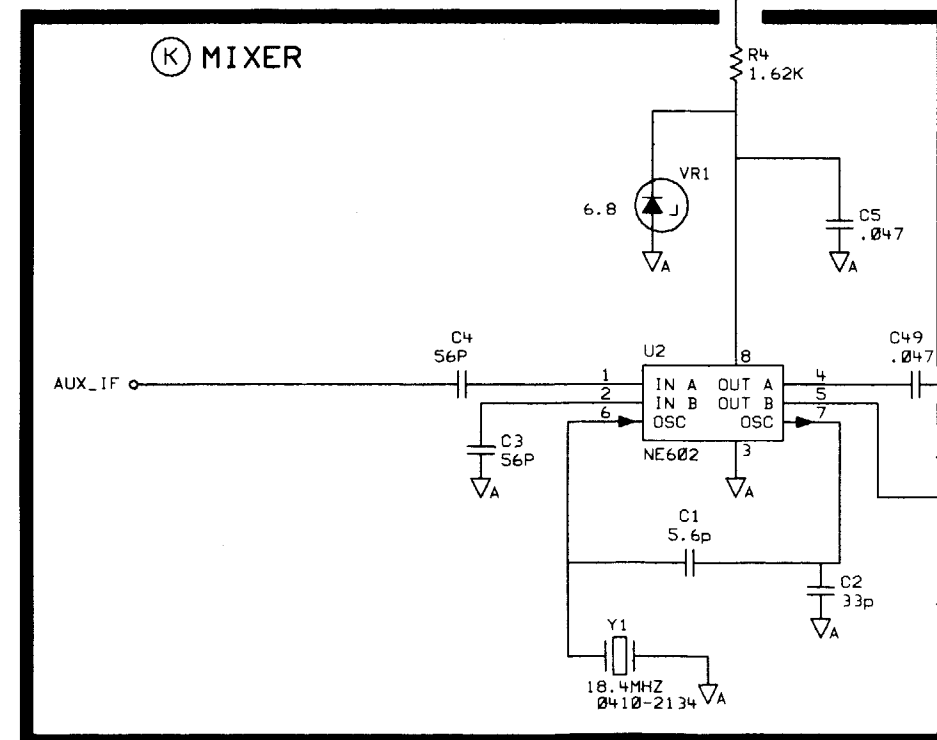 K MIXER
R4
1.62K
VR1
6.8
A
C5
.047
A
C4
56P
U2
8
C49
.047
AUX_IF
1
IN A
OUT A
4
2
IN B
OUT B
5
6
OSC
OSC
7
C3
56P
A
NE602
3
A
C1
5.6p
C2
33p
A
Y1
18.4MHZ
0410-2134
A